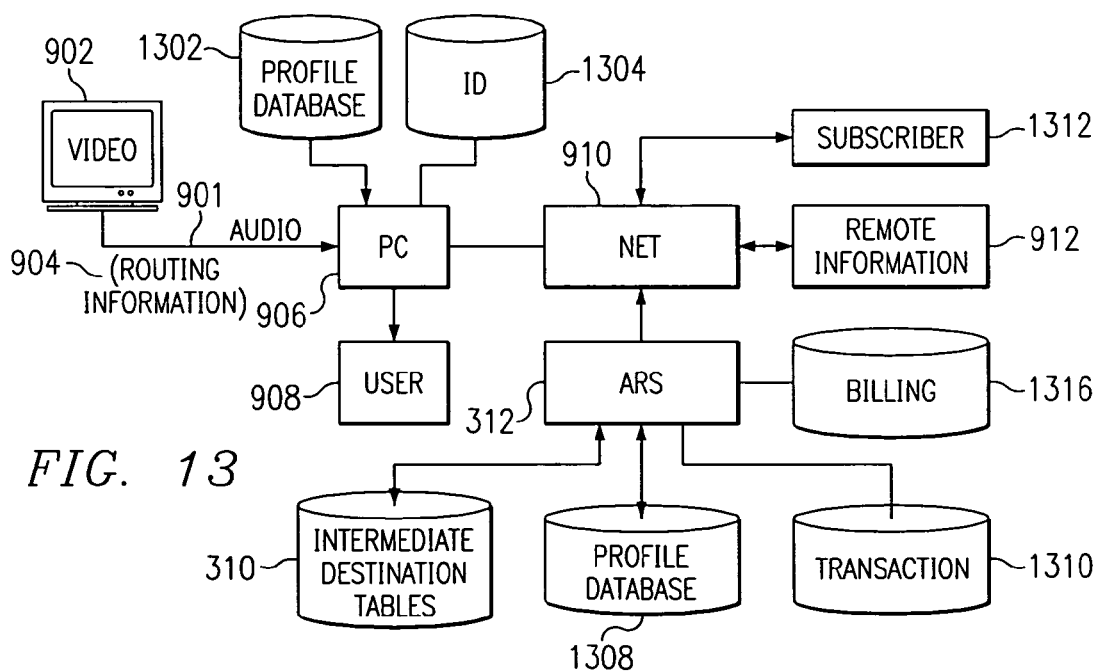 902
1302
1304
PROFILE
DATABASE
ID
VIDEO
910
SUBSCRIBER
1312
901
AUDIO
PC
NET
REMOTE
INFORMATION
912
904
(ROUTING
INFORMATION)
906
USER
908
ARS
312
BILLING
1316
FIG. 13
INTERMEDIATE
DESTINATION
TABLES
310
PROFILE
DATABASE
1308
TRANSACTION
1310